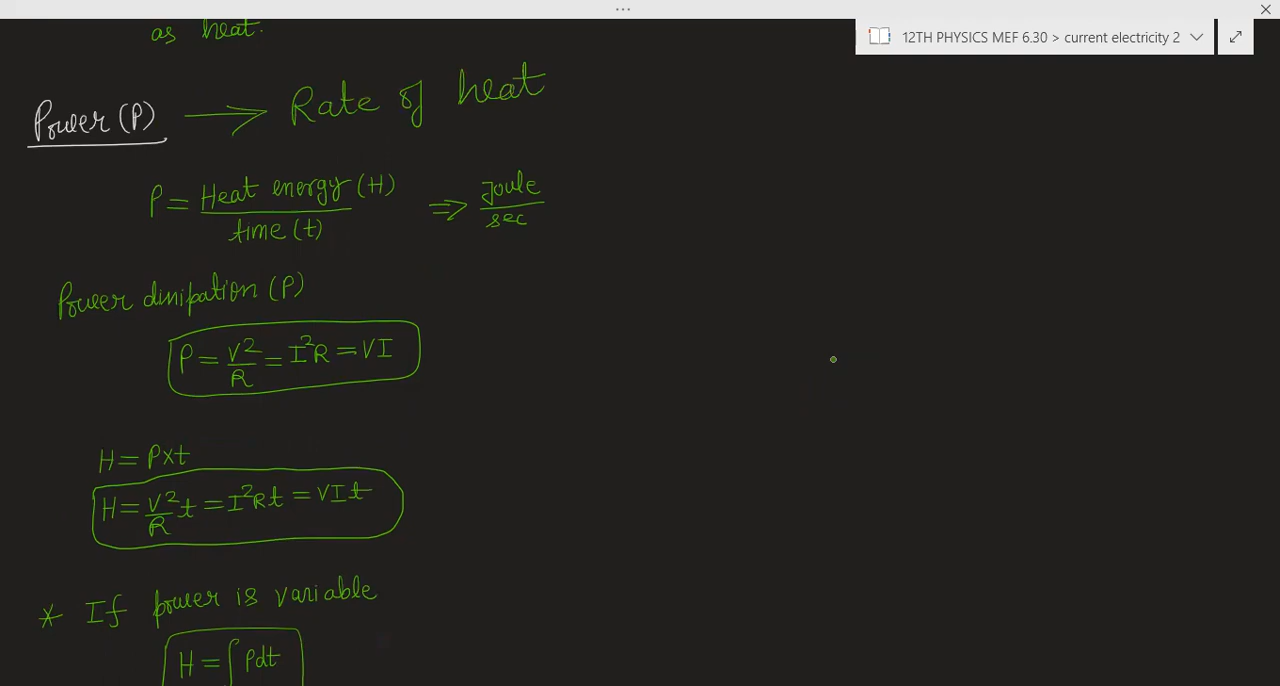 as heat.
12TH PHYSICS MEF 6.30 > current electricity 2
Power (P) → Rate of heat
P = Heat energy (H) / time (t) ⇒ Joule / sec
Power dissipation (P)
P = V²/R = I²R = VI
H = P×t
H = V²/R t = I²Rt = VIt
* If power is variable
H = ∫ P dt